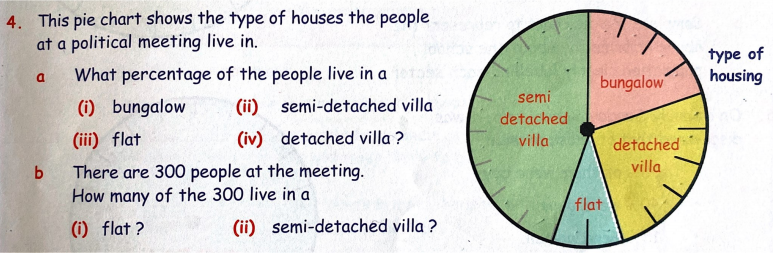 4. This pie chart shows the type of houses the people
at a political meeting live in.
a What percentage of the people live in a
(i) bungalow (ii) semi-detached villa
(iii) flat (iv) detached villa ?
b There are 300 people at the meeting.
How many of the 300 live in a
(i) flat ? (ii) semi-detached villa ?
type of
housing
bungalow
semi
detached
villa
detached
villa
flat